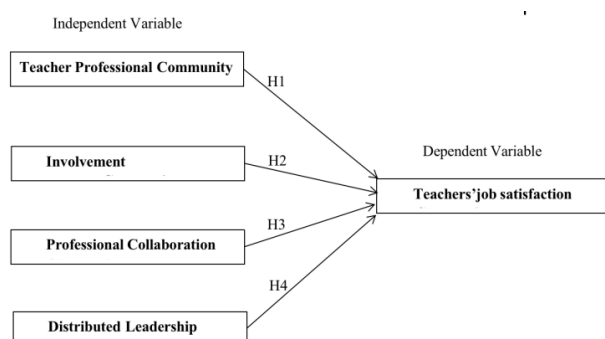 Independent Variable
Teacher Professional Community
H1
Involvement
H2
Dependent Variable
Teachers'job satisfaction
Professional Collaboration
H3
H4
Distributed Leadership